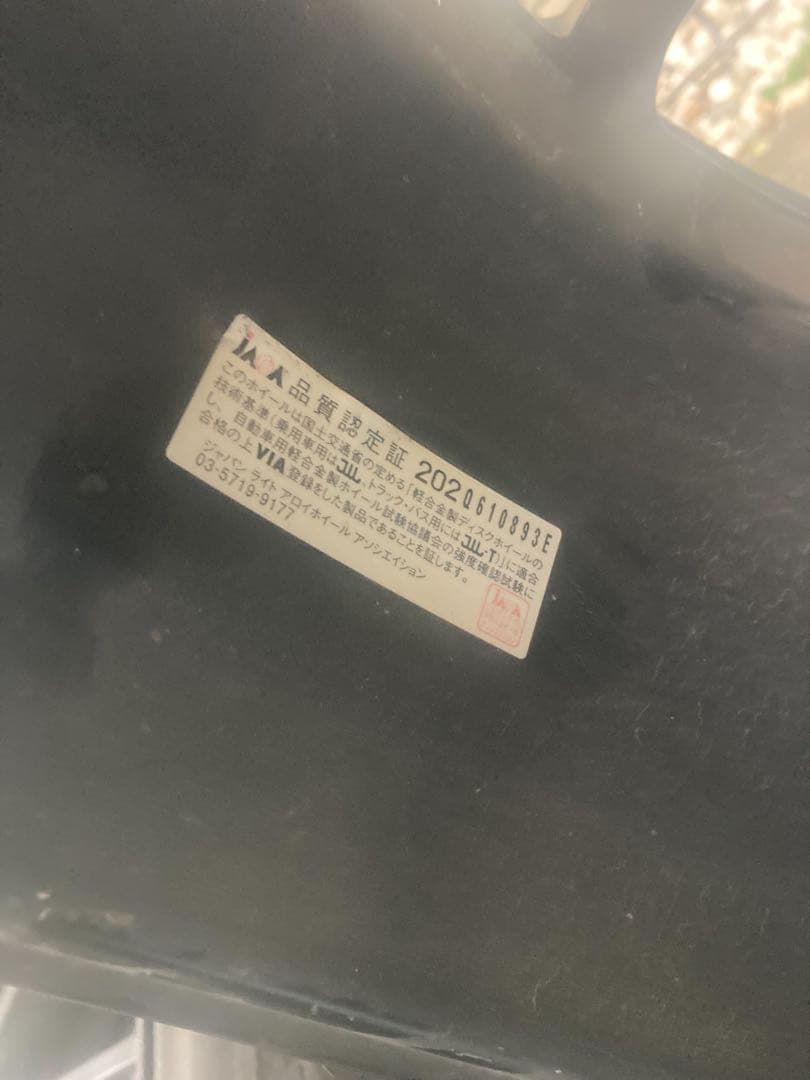 JAWA 品質認定証 2020610893E
このホイールは国土交通省の定める「軽合金製ディスクホイールの
技術基準(乗用車用はJWL、トラック・バス用にはJWL-T)」に適合
し、自動車用軽合金製ホイール試験協議会の強度確認試験に
合格の上VIA登録をした製品であることを証します。
ジャパン ライト アロイホイール アソシエイション
03-5719-9177
JAWA